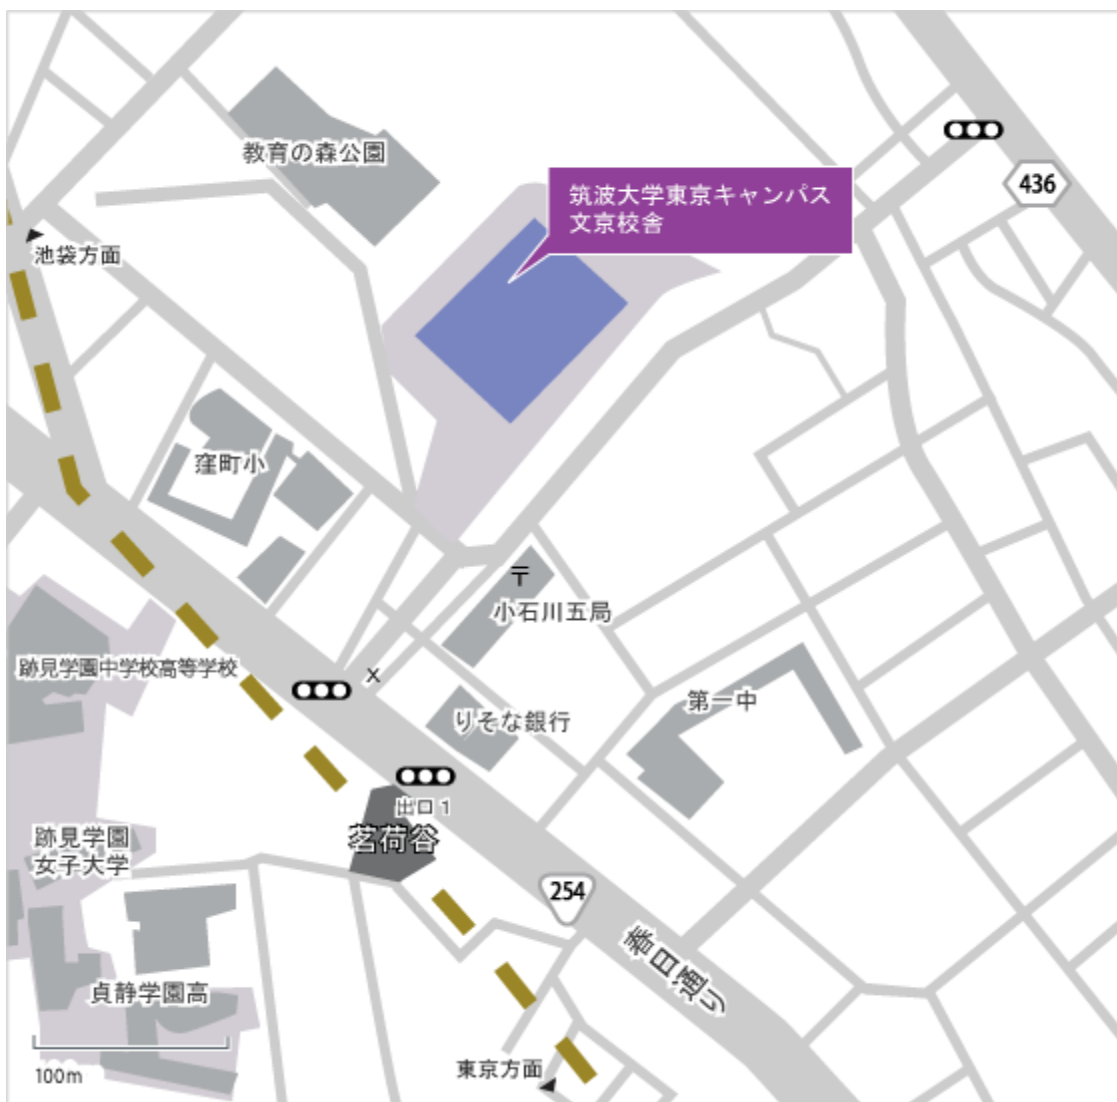 436
教育の森公園
筑波大学東京キャンパス
文京校舎
池袋方面
窪町小
〒
小石川五局
跡見学園中学校高等学校
X
第一中
りそな銀行
出口1
茗荷谷
跡見学園
女子大学
254
春日通り
貞静学園高
100m
東京方面